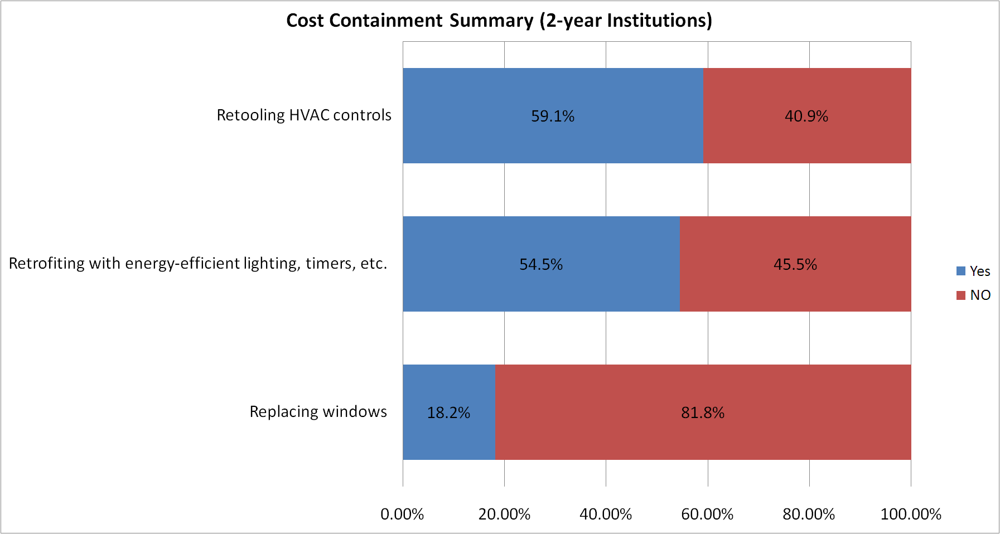 Cost Containment Summary (2-year Institutions)
Retooling HVAC controls
59.1%
40.9%
Retrofiting with energy-efficient lighting, timers, etc.
54.5%
45.5%
Yes
NO
Replacing windows
18.2%
81.8%
0.00%
20.00%
40.00%
60.00%
80.00%
100.00%